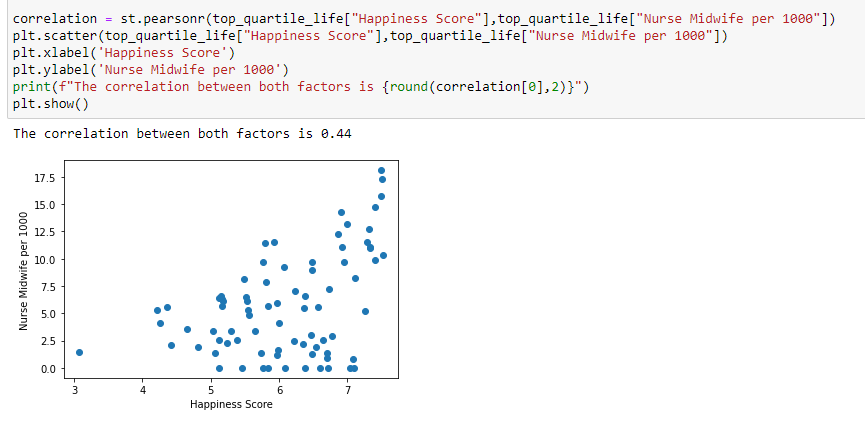 correlation = st.pearsonr(top_quartile_life["Happiness Score"],top_quartile_life["Nurse Midwife per 1000"])
plt.scatter(top_quartile_life["Happiness Score"],top_quartile_life["Nurse Midwife per 1000"])
plt.xlabel('Happiness Score')
plt.ylabel('Nurse Midwife per 1000')
print(f"The correlation between both factors is {round(correlation[0],2)}")
plt.show()
The correlation between both factors is 0.44
17.5
15.0
12.5
10.0
7.5
5.0
2.5
0.0
Nurse Midwife per 1000
3 4 5 6 7
Happiness Score